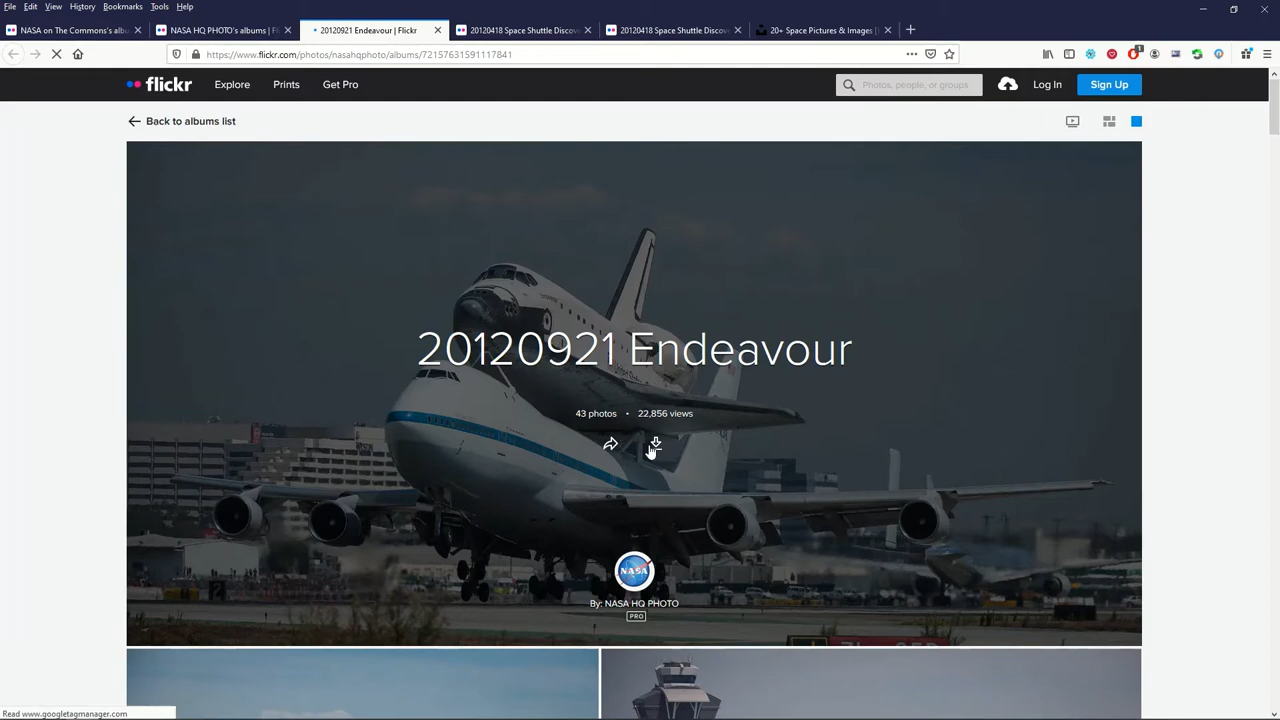 File Edit View History Bookmarks Tools Help
NASA on The Commons's albu
NASA HQ PHOTO's albums | Fl
20120921 Endeavour | Flickr
20120418 Space Shuttle Discov
20120418 Space Shuttle Discov
20+ Space Pictures & Images [
https://www.flickr.com/photos/nasahqphoto/albums/72157631591117841
1
flickr
Explore
Prints
Get Pro
Photos, people, or groups
Log In
Sign Up
Back to albums list
20120921 Endeavour
43 photos • 22,856 views
NASA
By: NASA HQ PHOTO
PRO
Read www.googletagmanager.com